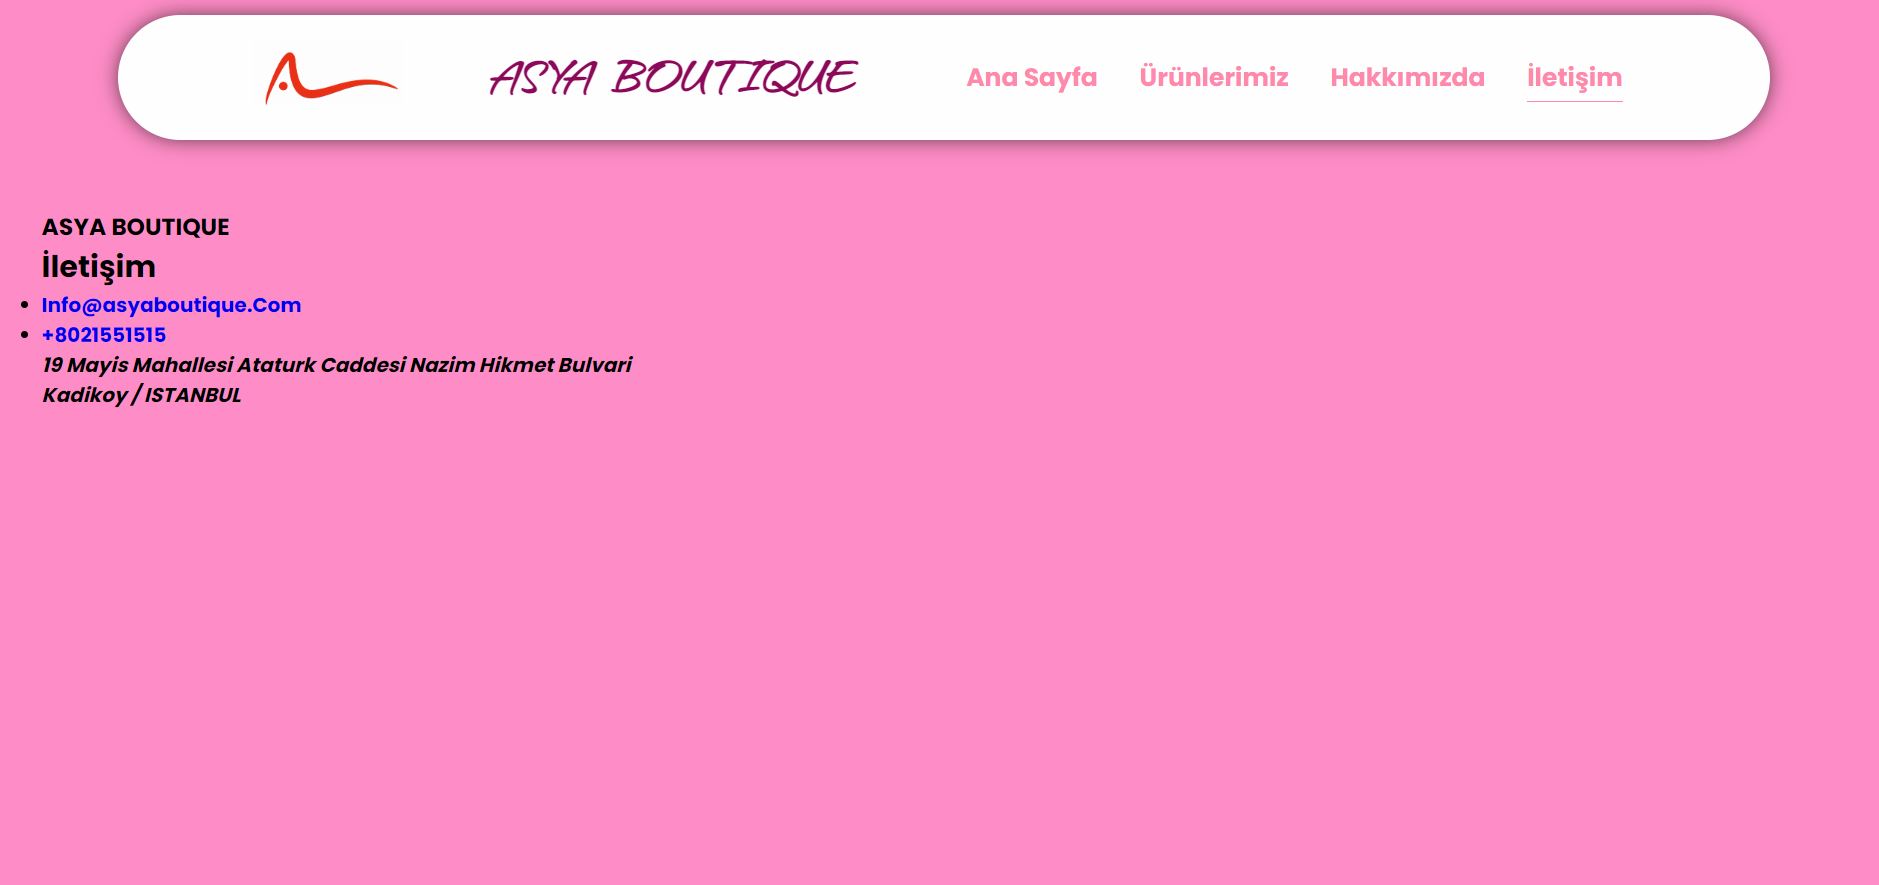 ASYA BOUTIQUE
Ana Sayfa Ürünlerimiz Hakkımızda İletişim
ASYA BOUTIQUE
İletişim
Info@asyaboutique.Com
+8021551515
19 Mayis Mahallesi Ataturk Caddesi Nazim Hikmet Bulvari
Kadikoy / ISTANBUL